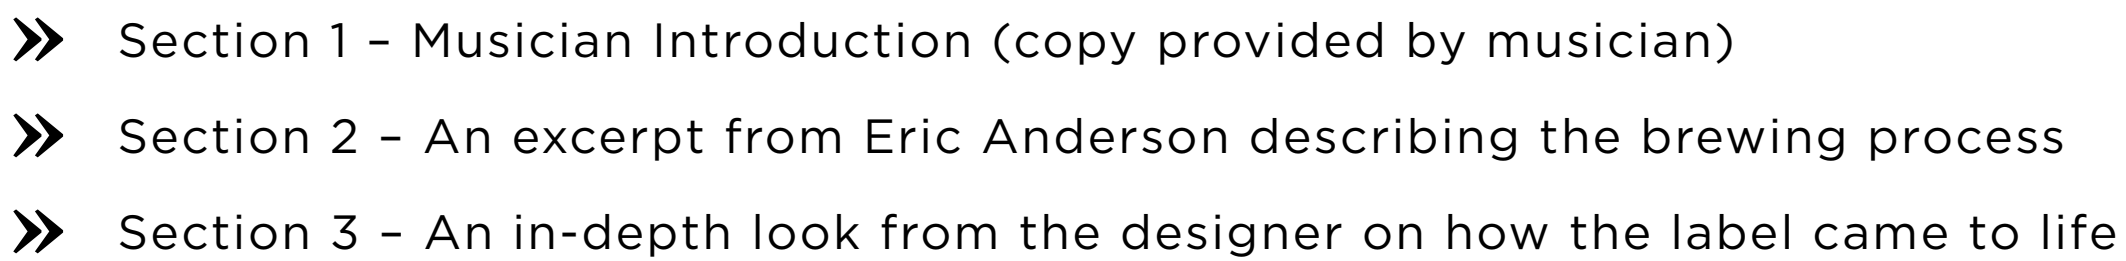 » Section 1 – Musician Introduction (copy provided by musician)
» Section 2 – An excerpt from Eric Anderson describing the brewing process
» Section 3 – An in-depth look from the designer on how the label came to life